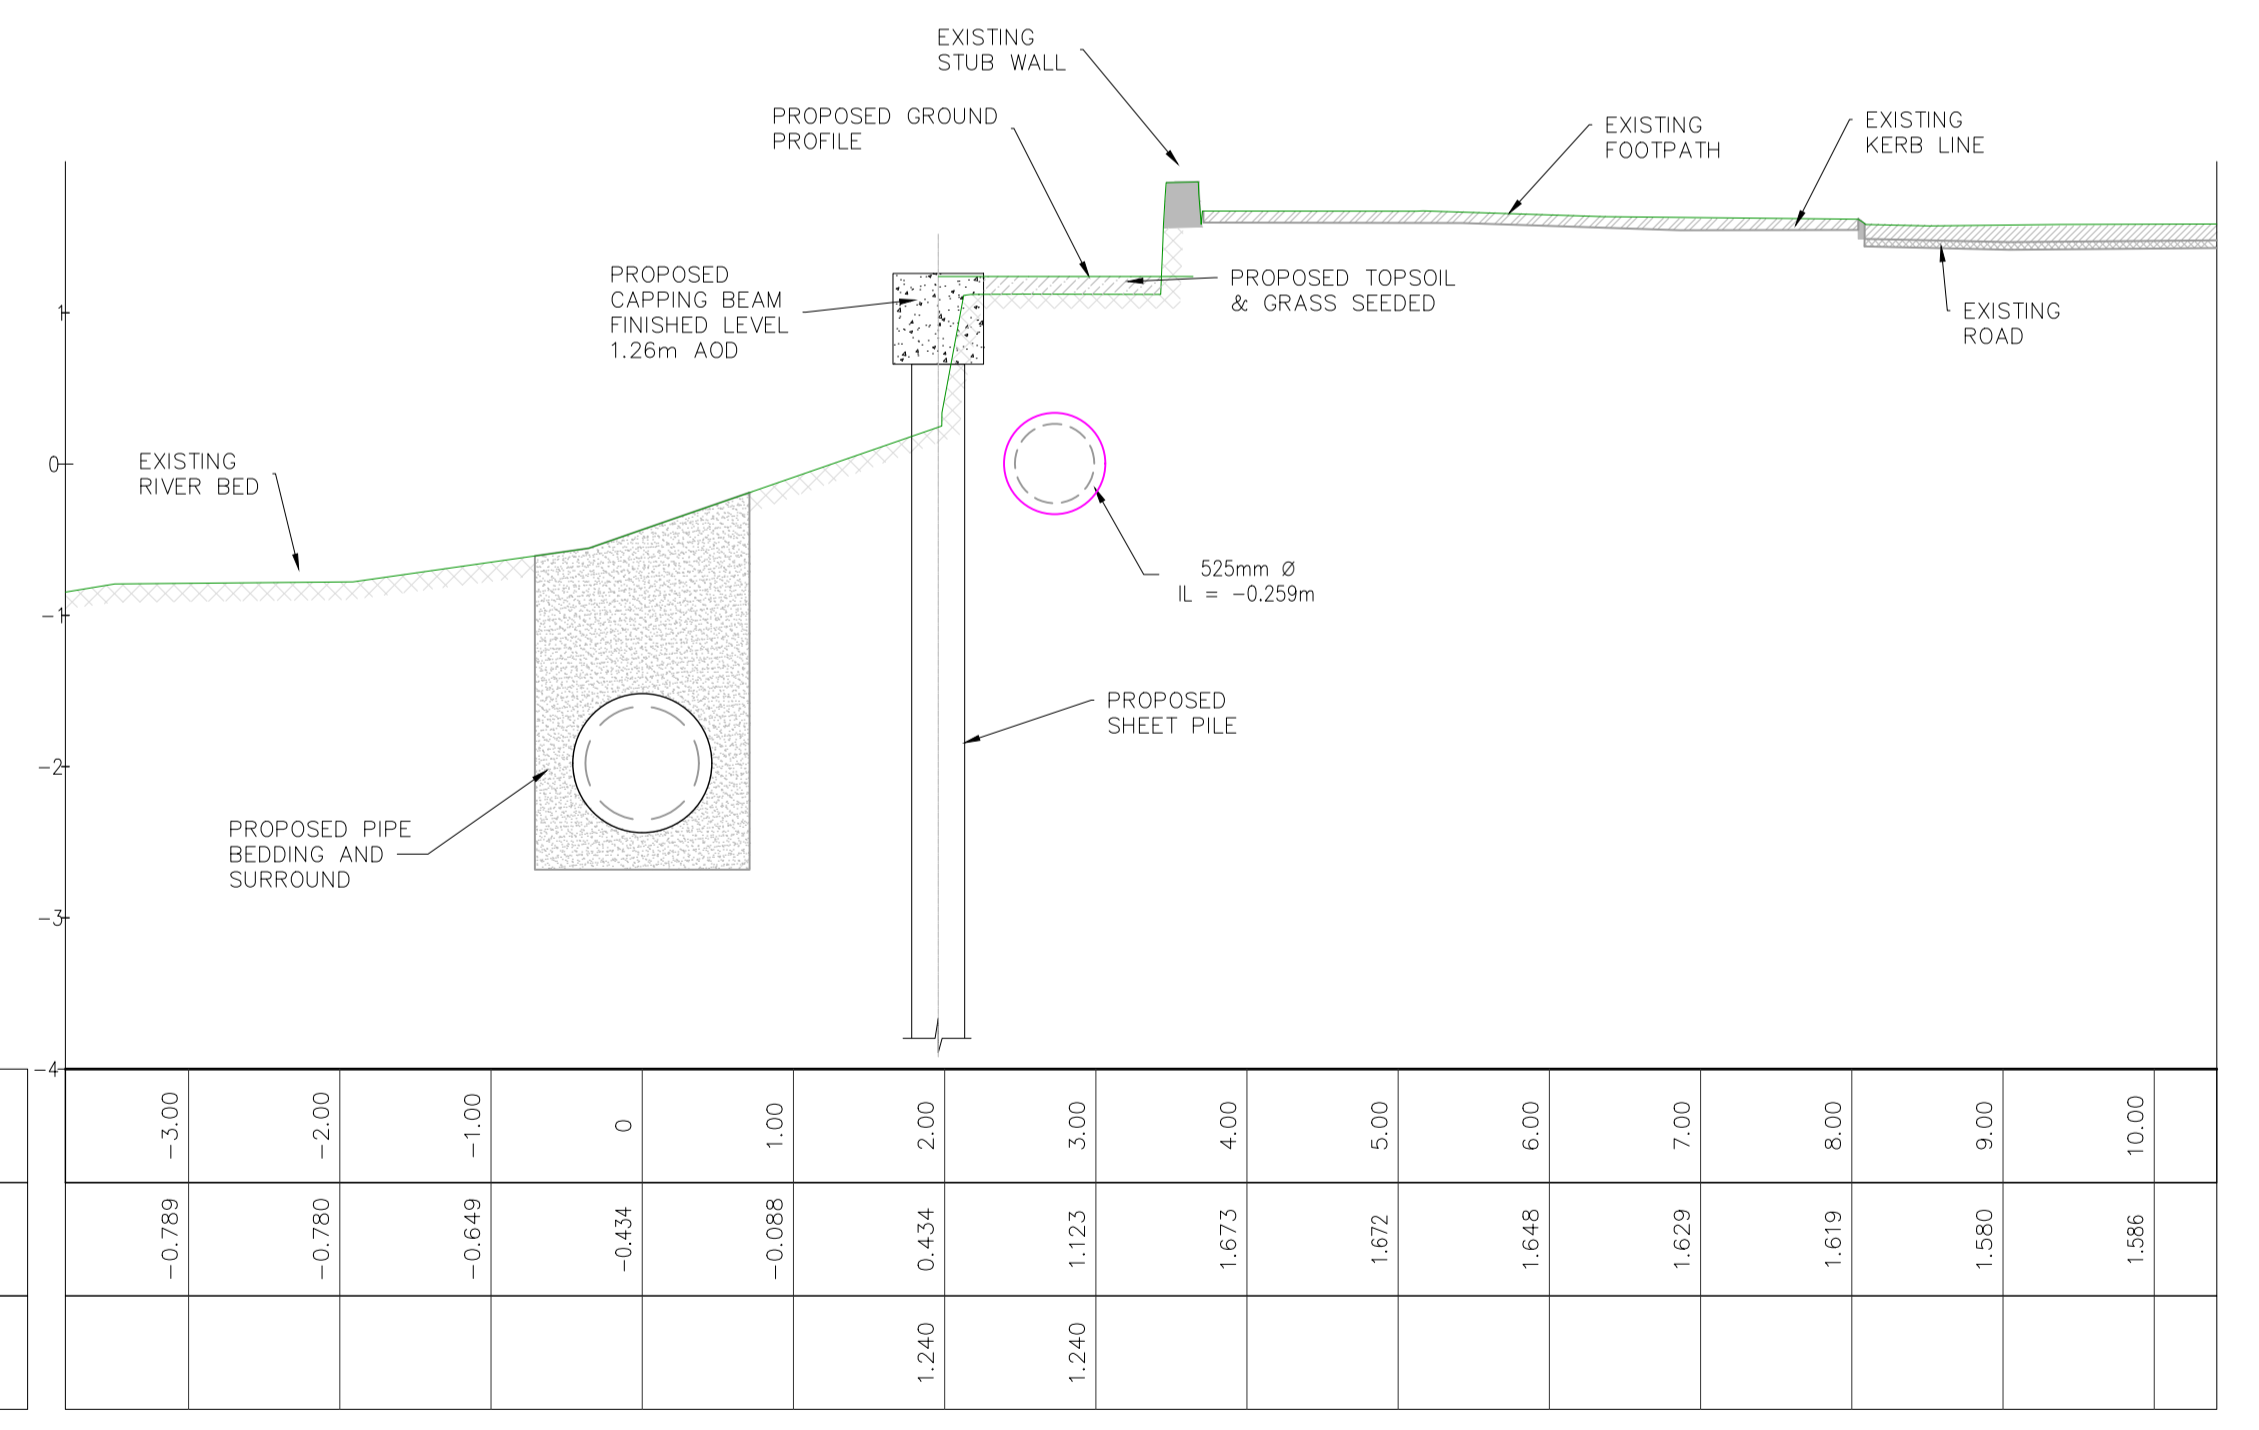 EXISTING
STUB WALL
PROPOSED GROUND
PROFILE
EXISTING
FOOTPATH
EXISTING
KERB LINE
PROPOSED
CAPPING BEAM
FINISHED LEVEL
1.26m AOD
PROPOSED TOPSOIL
& GRASS SEEDED
EXISTING
ROAD
1
0
EXISTING
RIVER BED
525mm Ø
IL = -0.259m
-1
PROPOSED
SHEET PILE
-2
PROPOSED PIPE
BEDDING AND
SURROUND
-3
-4
-3.00 -2.00 -1.00 0 1.00 2.00 3.00 4.00 5.00 6.00 7.00 8.00 9.00 10.00
-0.789 -0.780 -0.649 -0.434 -0.088 0.434 1.123 1.673 1.672 1.648 1.629 1.619 1.580 1.586
1.240 1.240